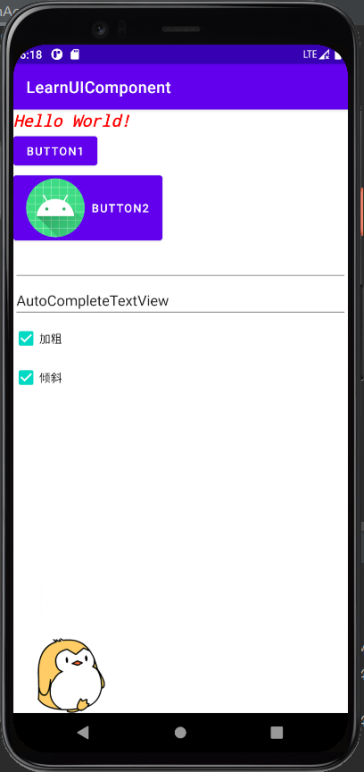 LTE
LearnUIComponent
Hello World!
BUTTON1
BUTTON2
AutoCompleteTextView
加粗
倾斜